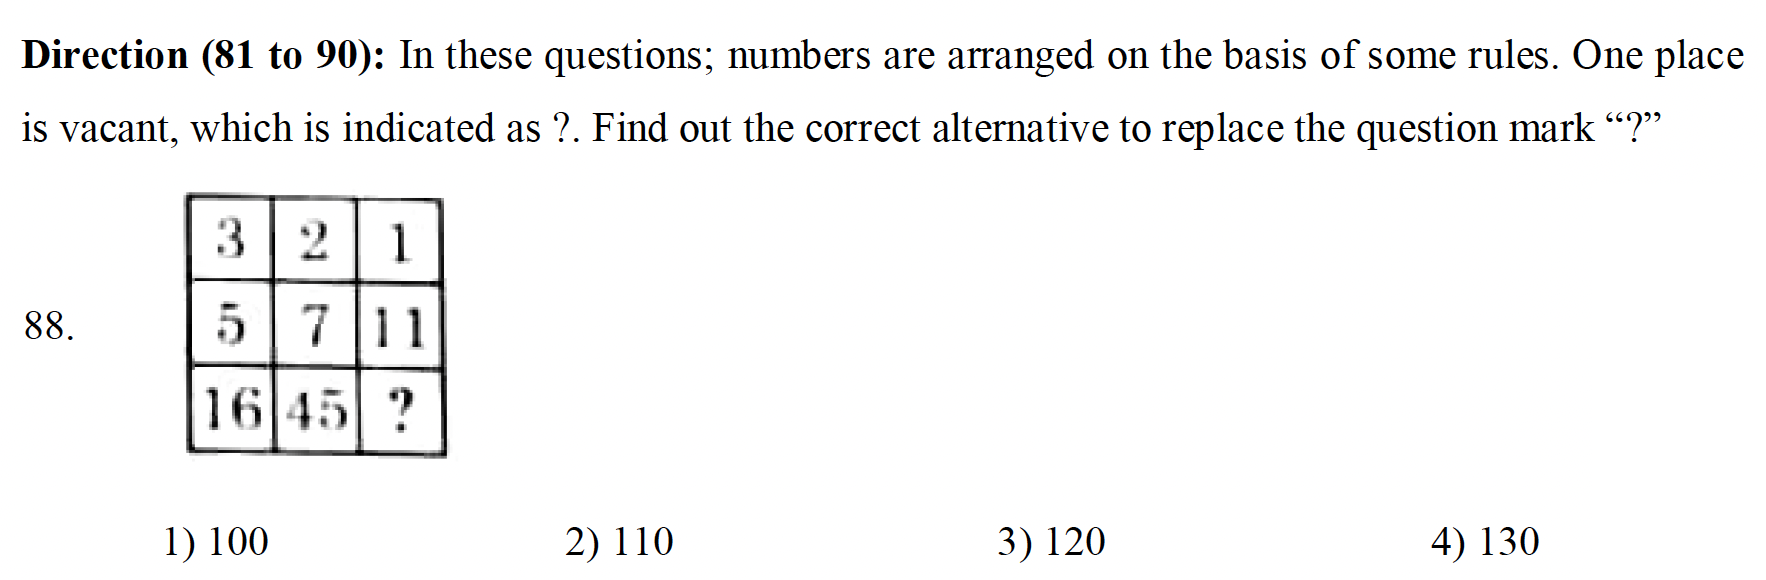 Direction (81 to 90): In these questions; numbers are arranged on the basis of some rules. One place
is vacant, which is indicated as ?. Find out the correct alternative to replace the question mark “?”
3 2 1
88. 5 7 11
16 45 ?
1) 100 2) 110 3) 120 4) 130